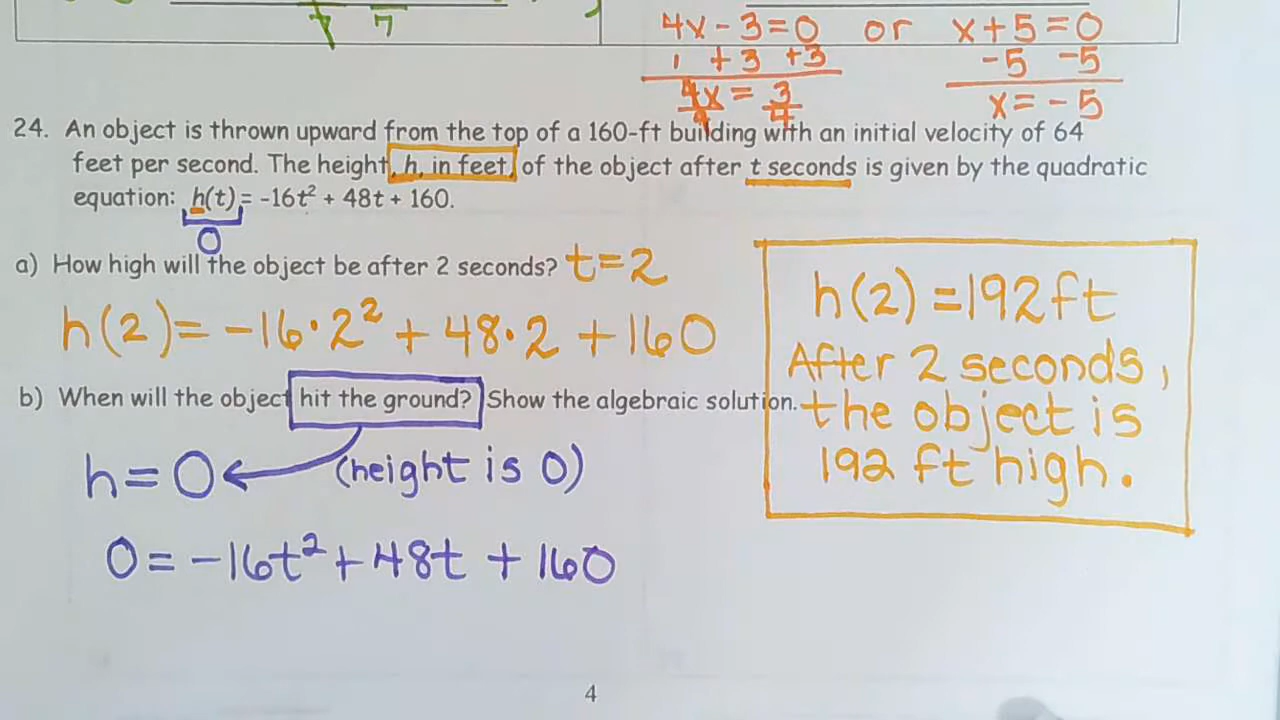 7
4x - 3 = 0 or x + 5 = 0
+3 +3 -5 -5
4x = 3 x = -5
4 4
24. An object is thrown upward from the top of a 160-ft building with an initial velocity of 64
feet per second. The height, h, in feet, of the object after t seconds is given by the quadratic
equation: h(t) = -16t² + 48t + 160.
0
a) How high will the object be after 2 seconds? t=2
h(2) = -16·2² + 48·2 + 160
h(2) = 192ft
After 2 seconds,
the object is
192 ft high.
b) When will the object hit the ground? Show the algebraic solution.
h = 0 (height is 0)
0 = -16t² + 48t + 160
4